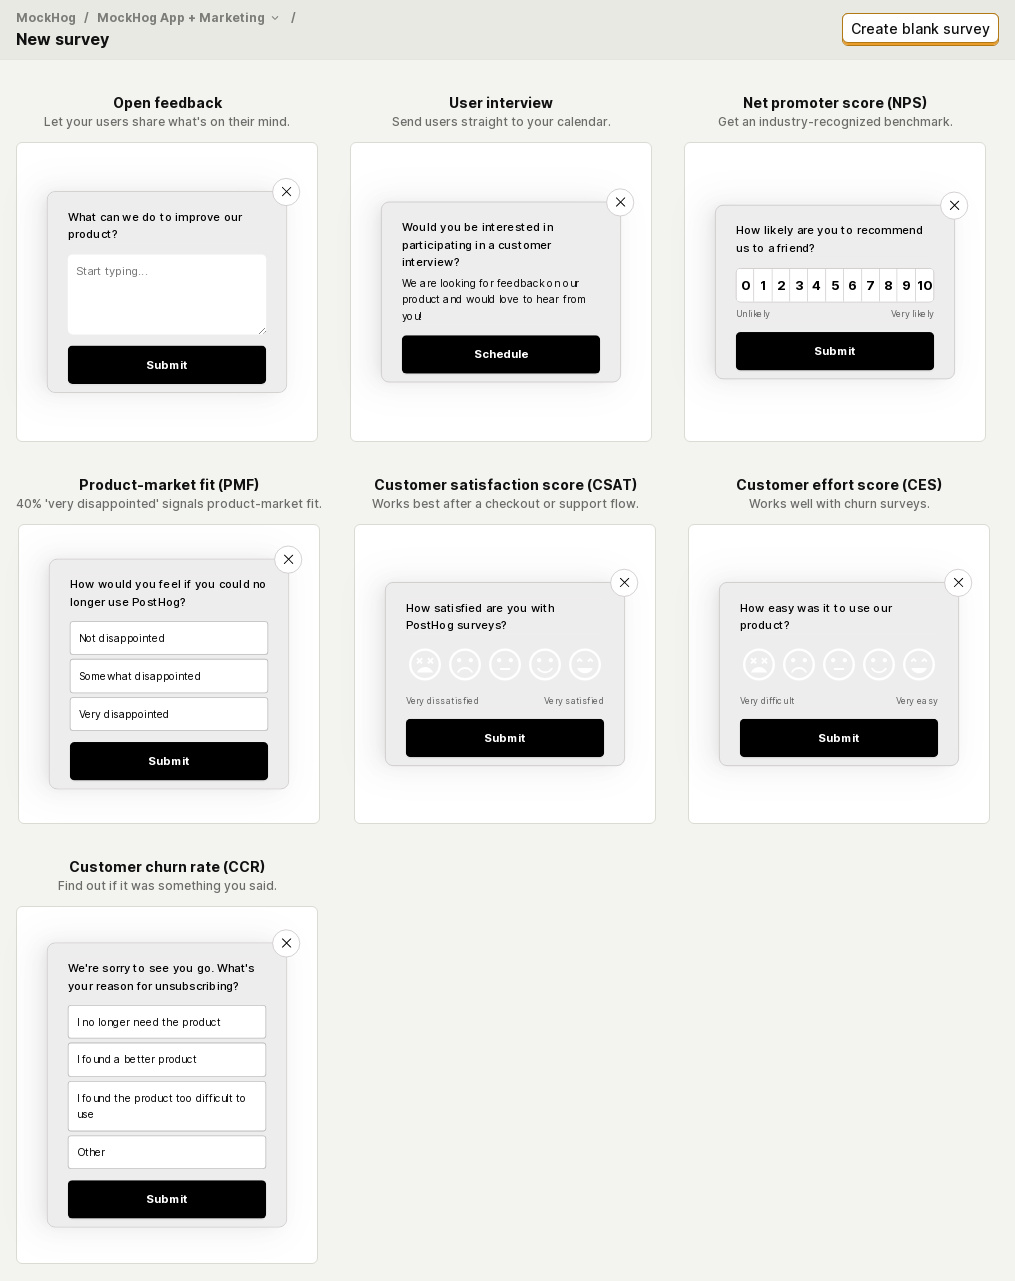 MockHog / MockHog App + Marketing /
New survey
Create blank survey
Open feedback
Let your users share what's on their mind.
What can we do to improve our
product?
Start typing...
Submit
User interview
Send users straight to your calendar.
Would you be interested in
participating in a customer
interview?
We are looking for feedback on our
product and would love to hear from
you!
Schedule
Net promoter score (NPS)
Get an industry-recognized benchmark.
How likely are you to recommend
us to a friend?
0 1 2 3 4 5 6 7 8 9 10
Unlikely Very likely
Submit
Product-market fit (PMF)
40% 'very disappointed' signals product-market fit.
How would you feel if you could no
longer use PostHog?
Not disappointed
Somewhat disappointed
Very disappointed
Submit
Customer satisfaction score (CSAT)
Works best after a checkout or support flow.
How satisfied are you with
PostHog surveys?
Very dissatisfied Very satisfied
Submit
Customer effort score (CES)
Works well with churn surveys.
How easy was it to use our
product?
Very difficult Very easy
Submit
Customer churn rate (CCR)
Find out if it was something you said.
We're sorry to see you go. What's
your reason for unsubscribing?
I no longer need the product
I found a better product
I found the product too difficult to
use
Other
Submit